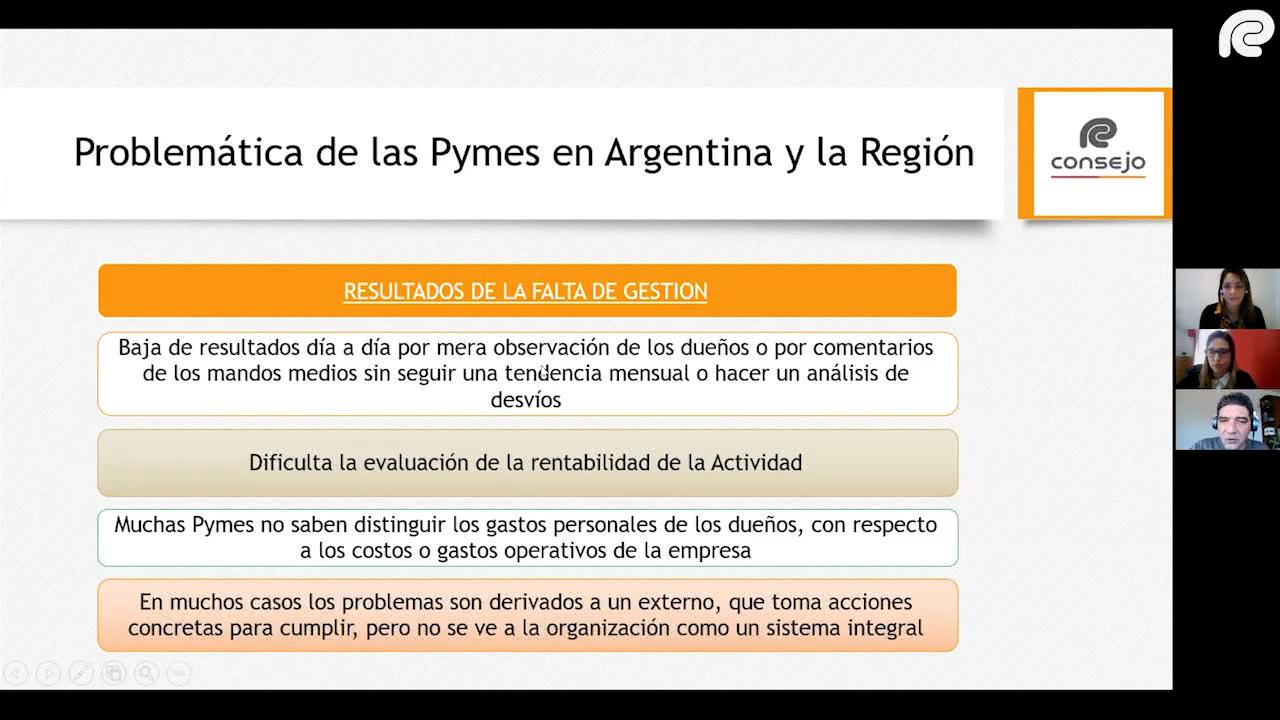 Problemática de las Pymes en Argentina y la Región
consejo
RESULTADOS DE LA FALTA DE GESTION
Baja de resultados día a día por mera observación de los dueños o por comentarios
de los mandos medios sin seguir una tendencia mensual o hacer un análisis de
desvíos
Dificulta la evaluación de la rentabilidad de la Actividad
Muchas Pymes no saben distinguir los gastos personales de los dueños, con respecto
a los costos o gastos operativos de la empresa
En muchos casos los problemas son derivados a un externo, que toma acciones
concretas para cumplir, pero no se ve a la organización como un sistema integral